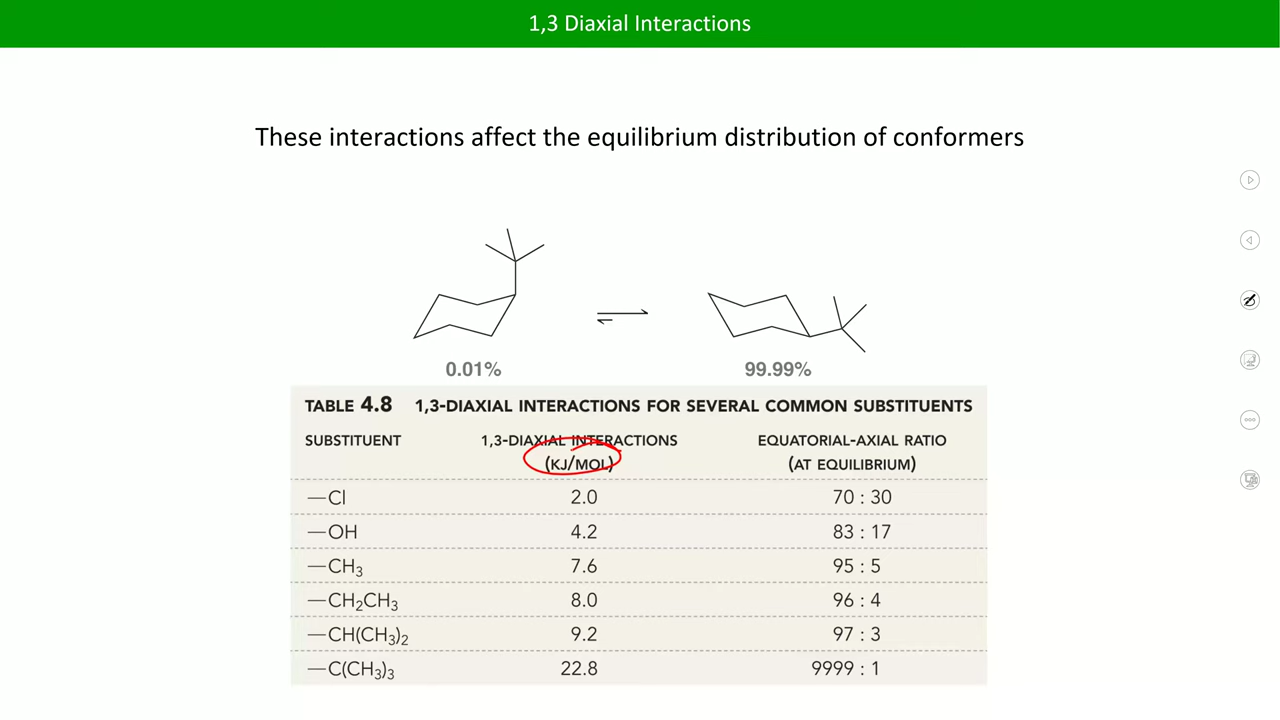 1,3 Diaxial Interactions
These interactions affect the equilibrium distribution of conformers
0.01% 99.99%
TABLE 4.8 1,3-DIAXIAL INTERACTIONS FOR SEVERAL COMMON SUBSTITUENTS
SUBSTITUENT 1,3-DIAXIAL INTERACTIONS EQUATORIAL-AXIAL RATIO
(KJ/MOL) (AT EQUILIBRIUM)
—Cl 2.0 70 : 30
—OH 4.2 83 : 17
—CH₃ 7.6 95 : 5
—CH₂CH₃ 8.0 96 : 4
—CH(CH₃)₂ 9.2 97 : 3
—C(CH₃)₃ 22.8 9999 : 1